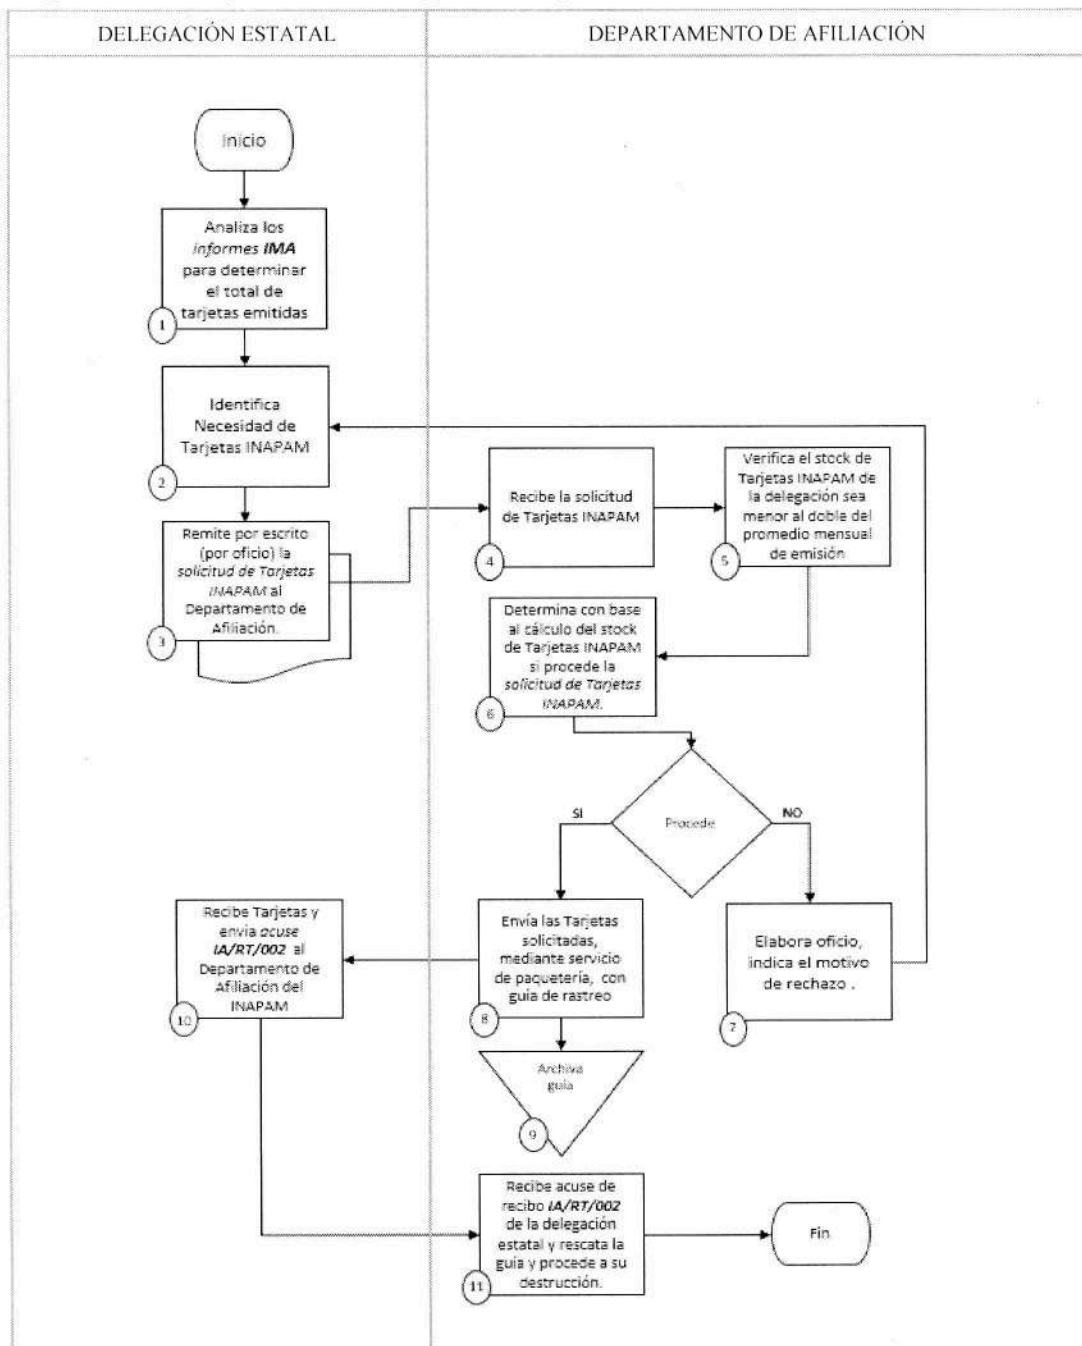 DELEGACIÓN ESTATAL
DEPARTAMENTO DE AFILIACIÓN
Inicio
Analiza los
informes IMA
para determinar
el total de
tarjetas emitidas
1
Identifica
Necesidad de
Tarjetas INAPAM
2
Remite por escrito
(por oficio) la
solicitud de Tarjetas
INAPAM al
Departamento de
Afiliación.
3
Recibe la solicitud
de Tarjetas INAPAM
4
Verifica el stock de
Tarjetas INAPAM de
la delegación sea
menor al doble del
promedio mensual
de emisión
5
Determina con base
al cálculo del stock
de Tarjetas INAPAM
si procede la
solicitud de Tarjetas
INAPAM.
6
Procede
SI
NO
Elabora oficio,
indica el motivo
de rechazo .
7
Envía las Tarjetas
solicitadas,
mediante servicio
de paquetería, con
guía de rastreo
8
Archiva
guía
9
Recibe Tarjetas y
envia acuse
IA/RT/002 al
Departamento de
Afiliación del
INAPAM
10
Recibe acuse de
recibo IA/RT/002
de la delegación
estatal y rescata la
guía y procede a su
destrucción.
11
Fin